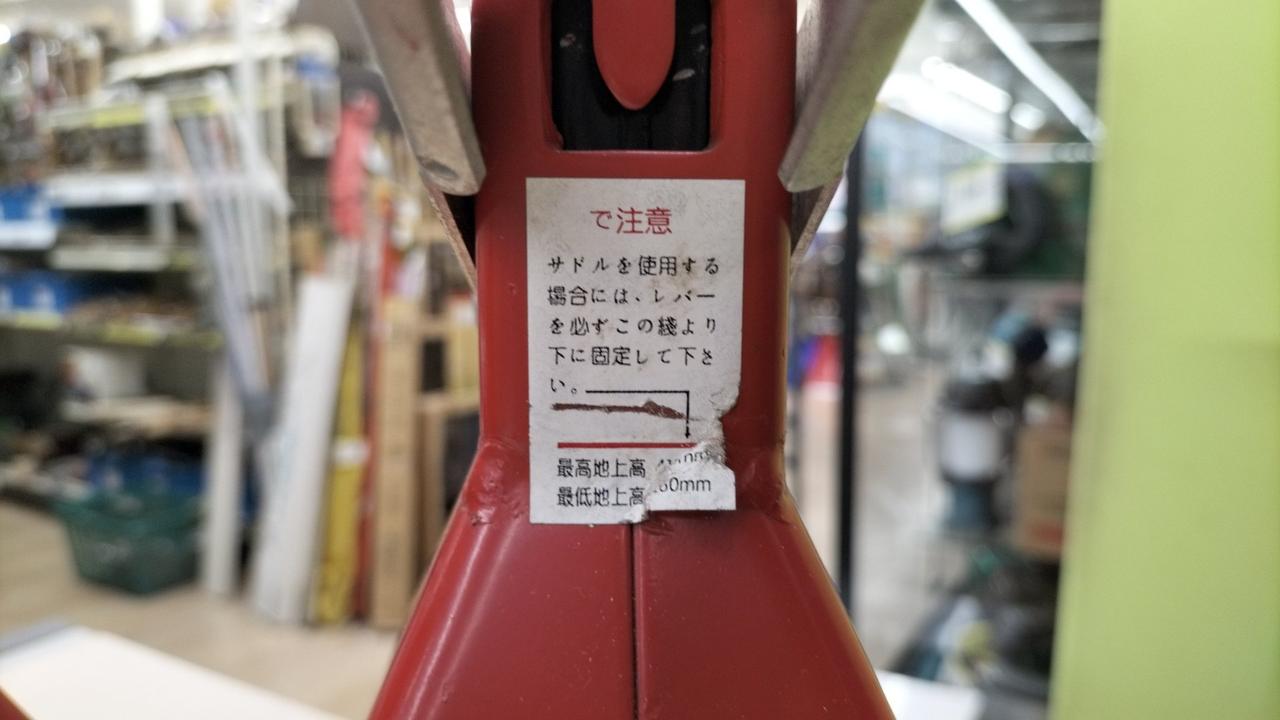 で注意
サドルを使用する
場合には、レバー
を必ずこの綫より
下に固定して下さ
い。
最高地上高
最低地上高